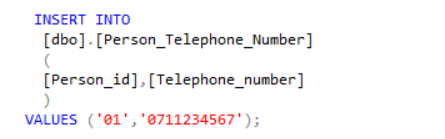 INSERT INTO
[dbo].[Person_Telephone_Number]
(
[Person_id],[Telephone_number]
)
VALUES ('01','0711234567');